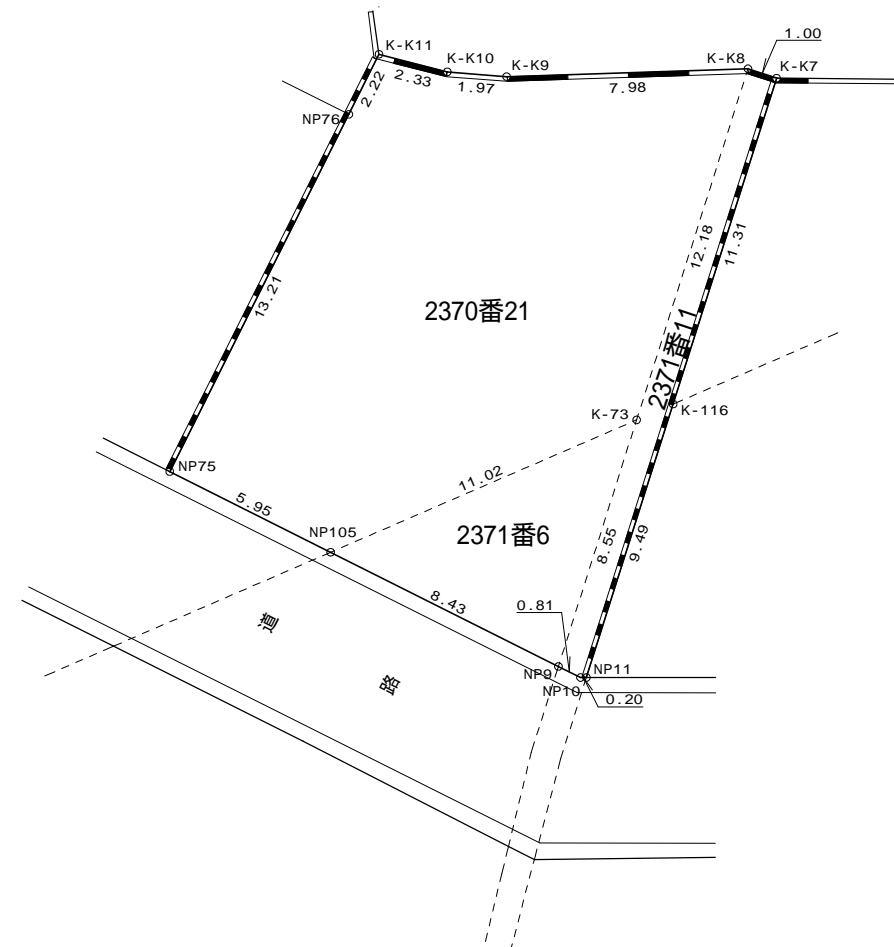 1.00
K-K11
K-K10
K-K9
K-K8
K-K7
2.33
1.97
7.98
2.22
NP76
12.18
11.31
13.21
2370番21
2371番11
K-73
K-116
NP75
11.02
5.95
NP105
2371番6
8.55
9.49
8.43
0.81
道
路
NP9
NP11
NP10
0.20